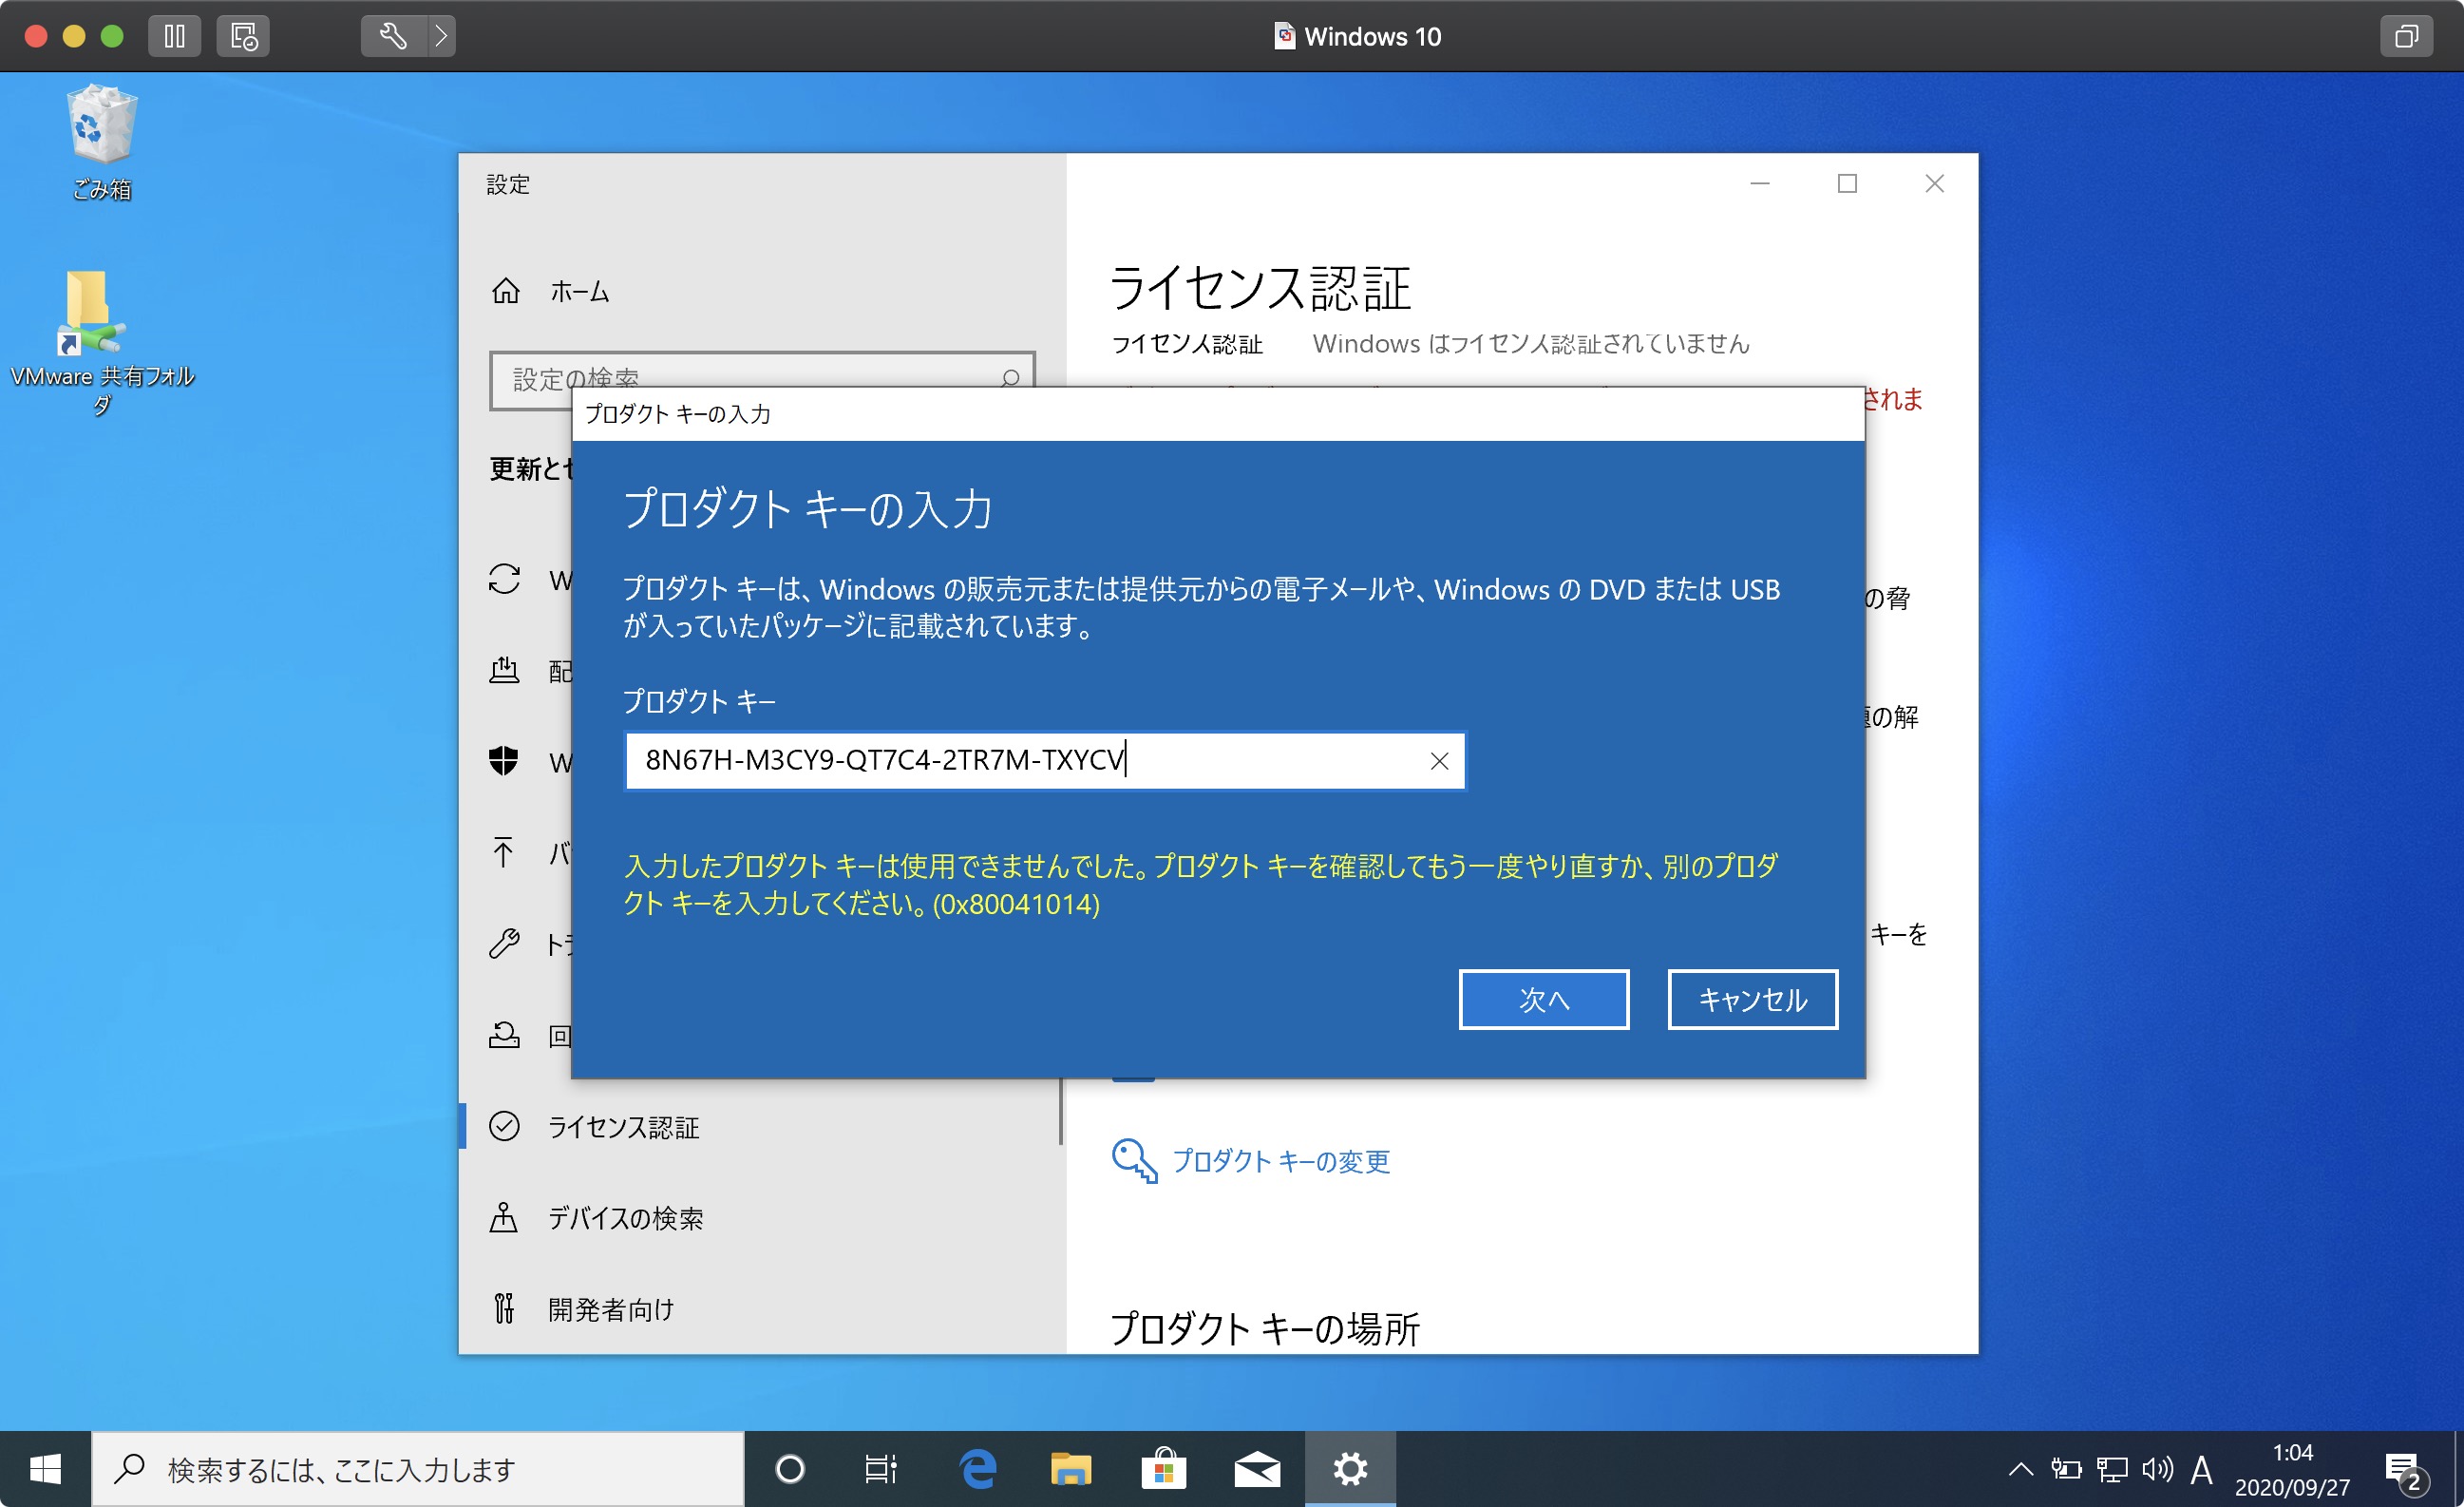 Windows 10
ごみ箱
VMware 共有フォル
ダ
設定
ホーム
設定の検索
更新とセ
W
配
W
バ
トラ
回
ライセンス認証
デバイスの検索
開発者向け
ライセンス認証
ライセンス認証 Windows はライセンス認証されていません
されま
の脅
の解
キーを
プロダクト キーの入力
プロダクト キーの入力
プロダクト キーは、Windows の販売元または提供元からの電子メールや、Windows の DVD または USB
が入っていたパッケージに記載されています。
プロダクト キー
8N67H-M3CY9-QT7C4-2TR7M-TXYCV
入力したプロダクト キーは使用できませんでした。プロダクト キーを確認してもう一度やり直すか、別のプロダ
クト キーを入力してください。(0x80041014)
次へ
キャンセル
プロダクト キーの変更
プロダクト キーの場所
検索するには、ここに入力します
A
1:04
2020/09/27
2